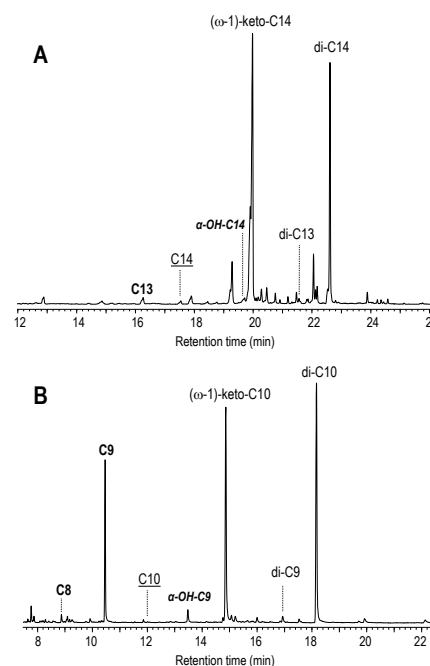 (ω-1)-keto-C14
di-C14
A
α-OH-C14
di-C13
C14
C13
12 14 16 18 20 22 24 26
Retention time (min)
di-C10
(ω-1)-keto-C10
B
C9
di-C9
C10
C8
α-OH-C9
8 10 12 14 16 18 20 22
Retention time (min)